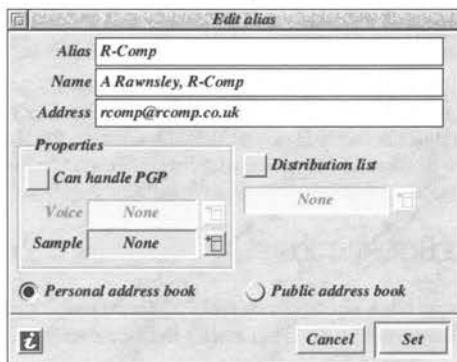 Edit alias
Alias R-Comp
Name A Rawnsley, R-Comp
Address rcomp@rcomp.co.uk
Properties
Can handle PGP
Distribution list
Voice None
None
Sample None
Personal address book
Public address book
i
Cancel
Set